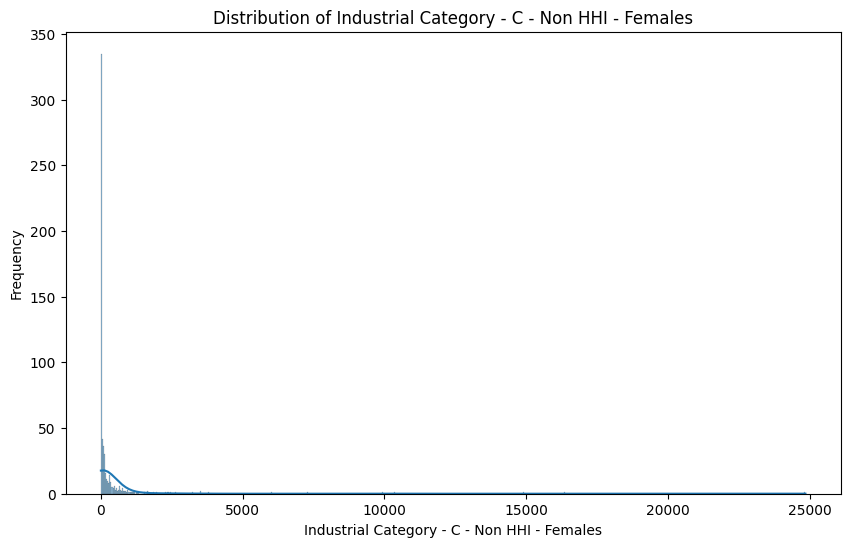 Distribution of Industrial Category - C - Non HHI - Females
350
300
250
200
150
100
50
0
Frequency
0 5000 10000 15000 20000 25000
Industrial Category - C - Non HHI - Females